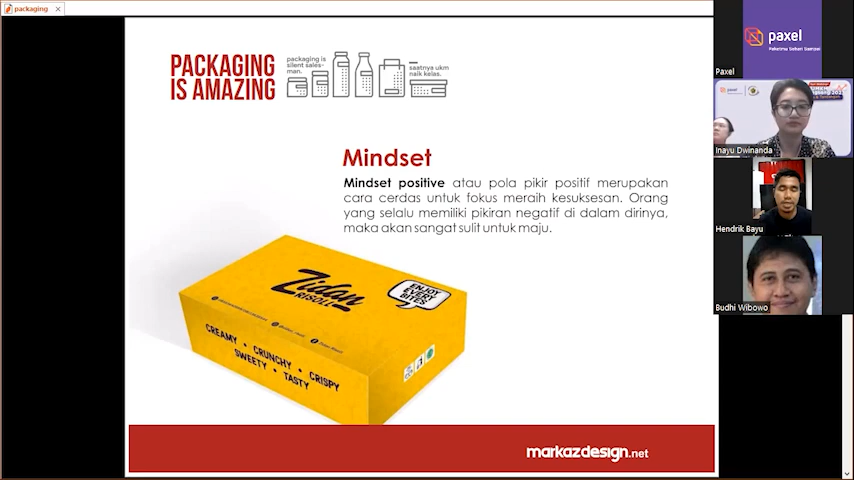 packaging
PACKAGING
IS AMAZING
packaging is
silent sales-
man.
saatnya ukm
naik kelas.
Mindset
Mindset positive atau pola pikir positif merupakan
cara cerdas untuk fokus meraih kesuksesan. Orang
yang selalu memiliki pikiran negatif di dalam dirinya,
maka akan sangat sulit untuk maju.
Zidan
RISOLL
ENJOY
EVERY
BITES
CREAMY • CRUNCHY • CRISPY
SWEETY • TASTY
markazdesign.net
paxel
Paxel
paxel
Inayu Dwinanda
Hendrik Bayu
Budhi Wibowo